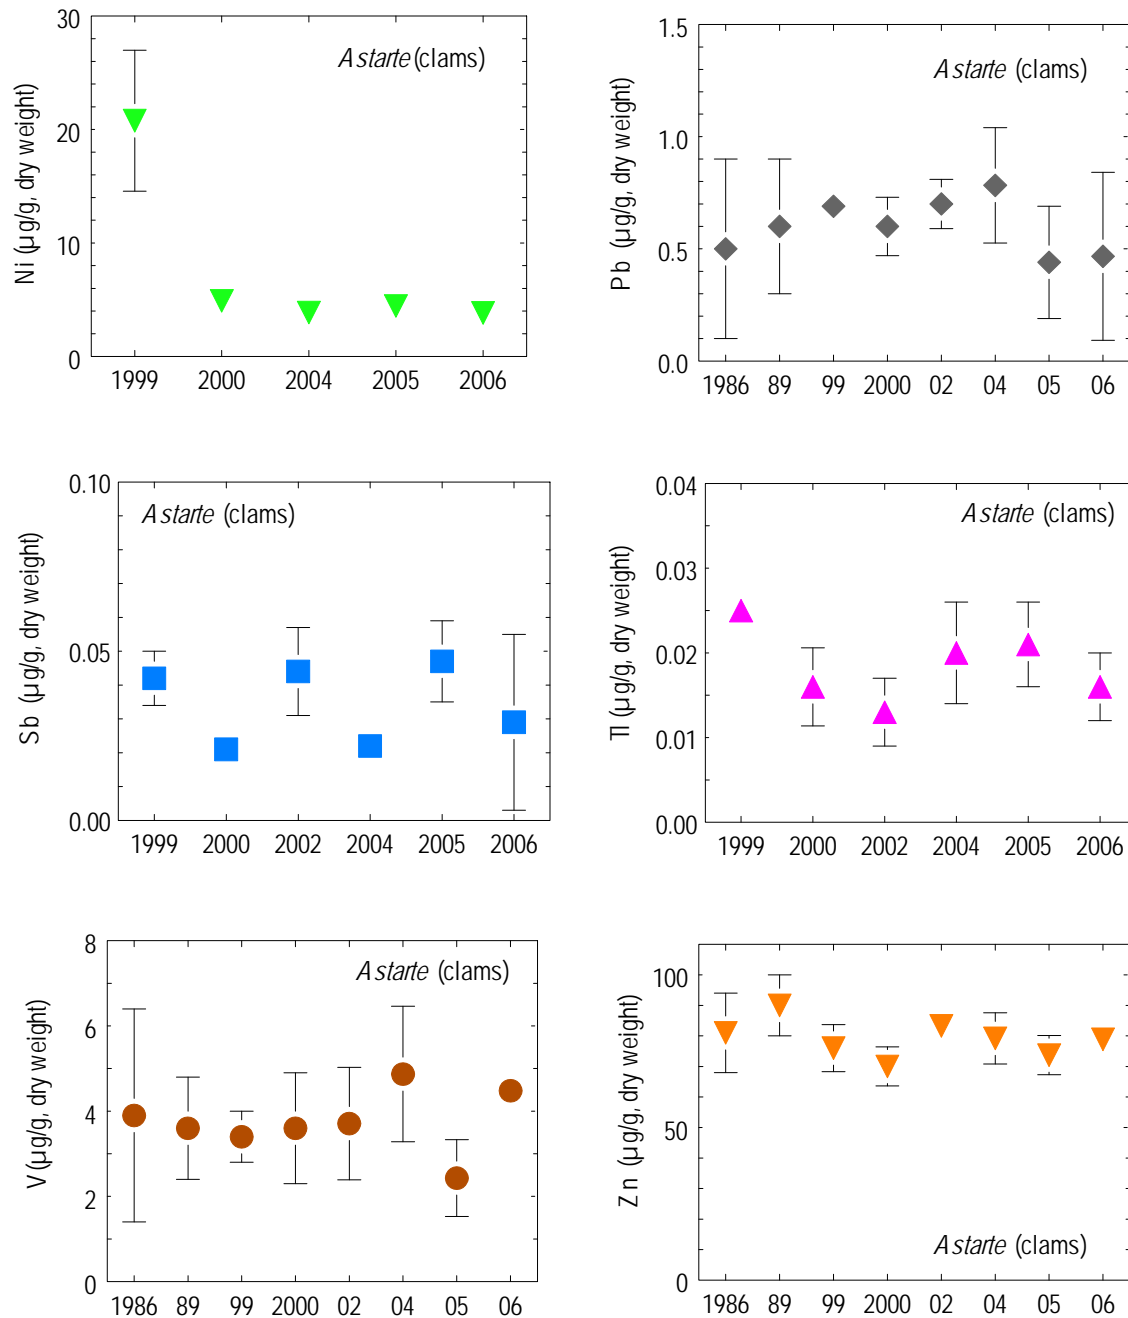 30
20
10
0
Ni (µg/g, dry weight)
Astarte (clams)
1999 2000 2004 2005 2006
1.5
1.0
0.5
0.0
Pb (µg/g, dry weight)
Astarte (clams)
1986 89 99 2000 02 04 05 06
0.10
0.05
0.00
Sb (µg/g, dry weight)
Astarte (clams)
1999 2000 2002 2004 2005 2006
0.04
0.03
0.02
0.01
0.00
Tl (µg/g, dry weight)
Astarte (clams)
1999 2000 2002 2004 2005 2006
8
6
4
2
0
V (µg/g, dry weight)
Astarte (clams)
1986 89 99 2000 02 04 05 06
100
50
0
Zn (µg/g, dry weight)
Astarte (clams)
1986 89 99 2000 02 04 05 06